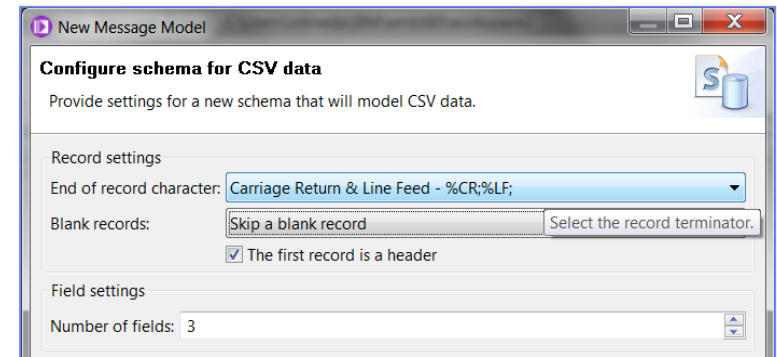 New Message Model
Configure schema for CSV data
Provide settings for a new schema that will model CSV data.
Record settings
End of record character: Carriage Return & Line Feed - %CR;%LF;
Blank records: Skip a blank record Select the record terminator.
The first record is a header
Field settings
Number of fields: 3